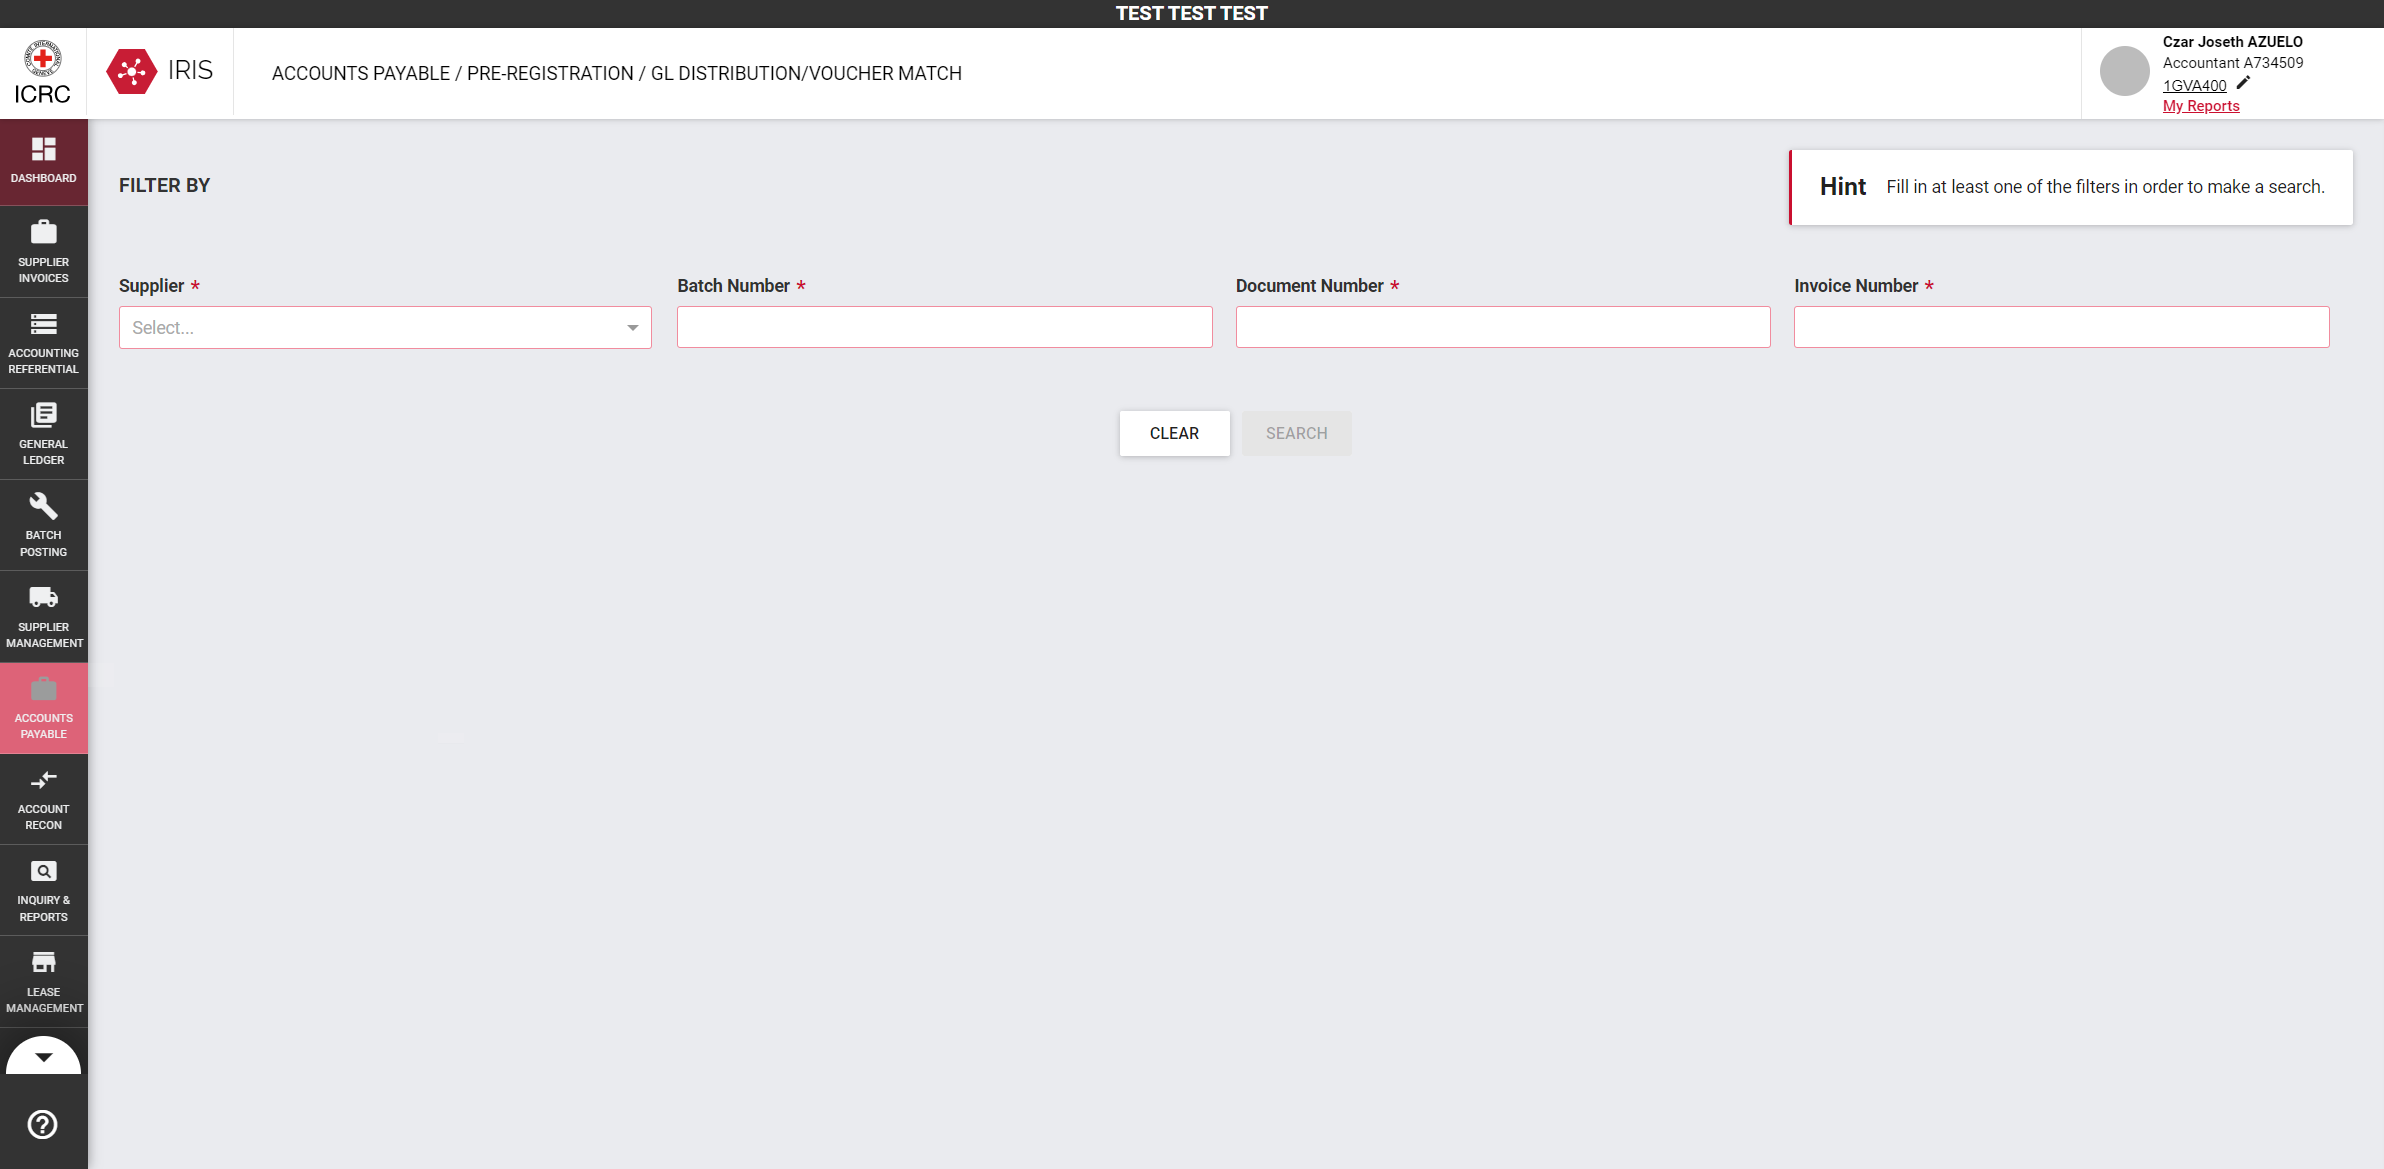 TEST TEST TEST
ICRC
IRIS
ACCOUNTS PAYABLE / PRE-REGISTRATION / GL DISTRIBUTION/VOUCHER MATCH
Czar Joseth AZUELO
Accountant A734509
1GVA400
My Reports
DASHBOARD
SUPPLIER
INVOICES
ACCOUNTING
REFERENTIAL
GENERAL
LEDGER
BATCH
POSTING
SUPPLIER
MANAGEMENT
ACCOUNTS
PAYABLE
ACCOUNT
RECON
INQUIRY &
REPORTS
LEASE
MANAGEMENT
FILTER BY
Hint Fill in at least one of the filters in order to make a search.
Supplier * Batch Number * Document Number * Invoice Number *
Select...
CLEAR SEARCH